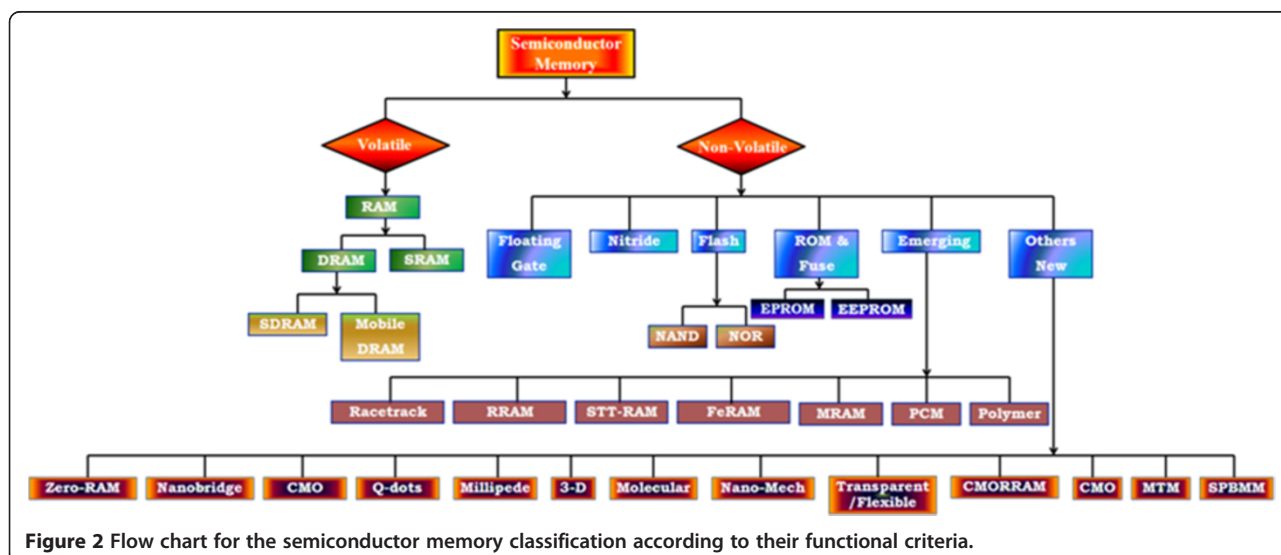 Semiconductor
Memory
Volatile
Non-Volatile
RAM
DRAM
SRAM
SDRAM
Mobile
DRAM
Floating
Gate
Nitride
Flash
ROM &
Fuse
Emerging
Others
New
NAND
NOR
EPROM
EEPROM
Racetrack
RRAM
STT-RAM
FeRAM
MRAM
PCM
Polymer
Zero-RAM
Nanobridge
CMO
Q-dots
Millipede
3-D
Molecular
Nano-Mech
Transparent
/Flexible
CMORRAM
CMO
MTM
SPBMM
Figure 2 Flow chart for the semiconductor memory classification according to their functional criteria.